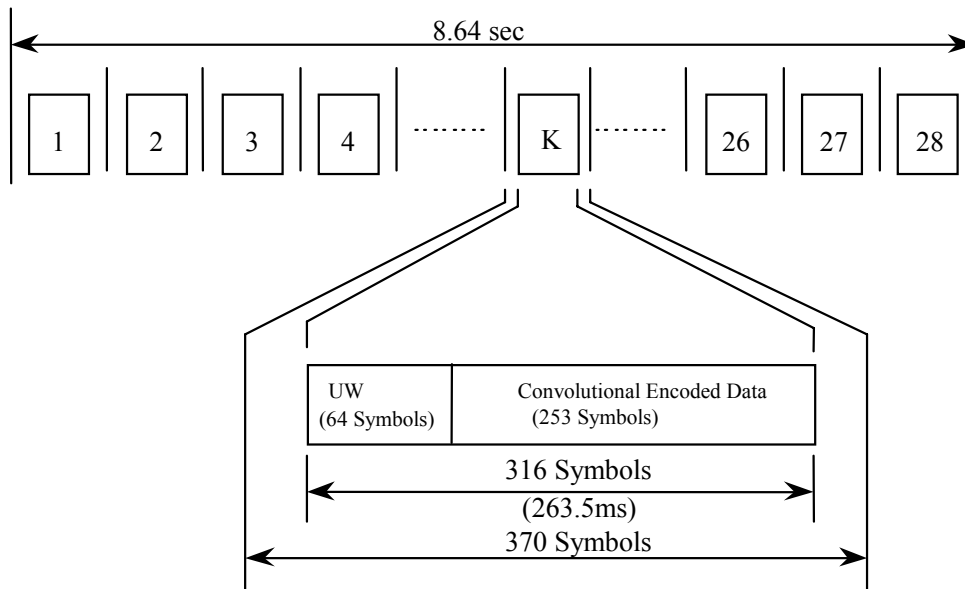 8.64 sec
1 2 3 4 ........ K ........ 26 27 28
UW
(64 Symbols)
Convolutional Encoded Data
(253 Symbols)
316 Symbols
(263.5ms)
370 Symbols